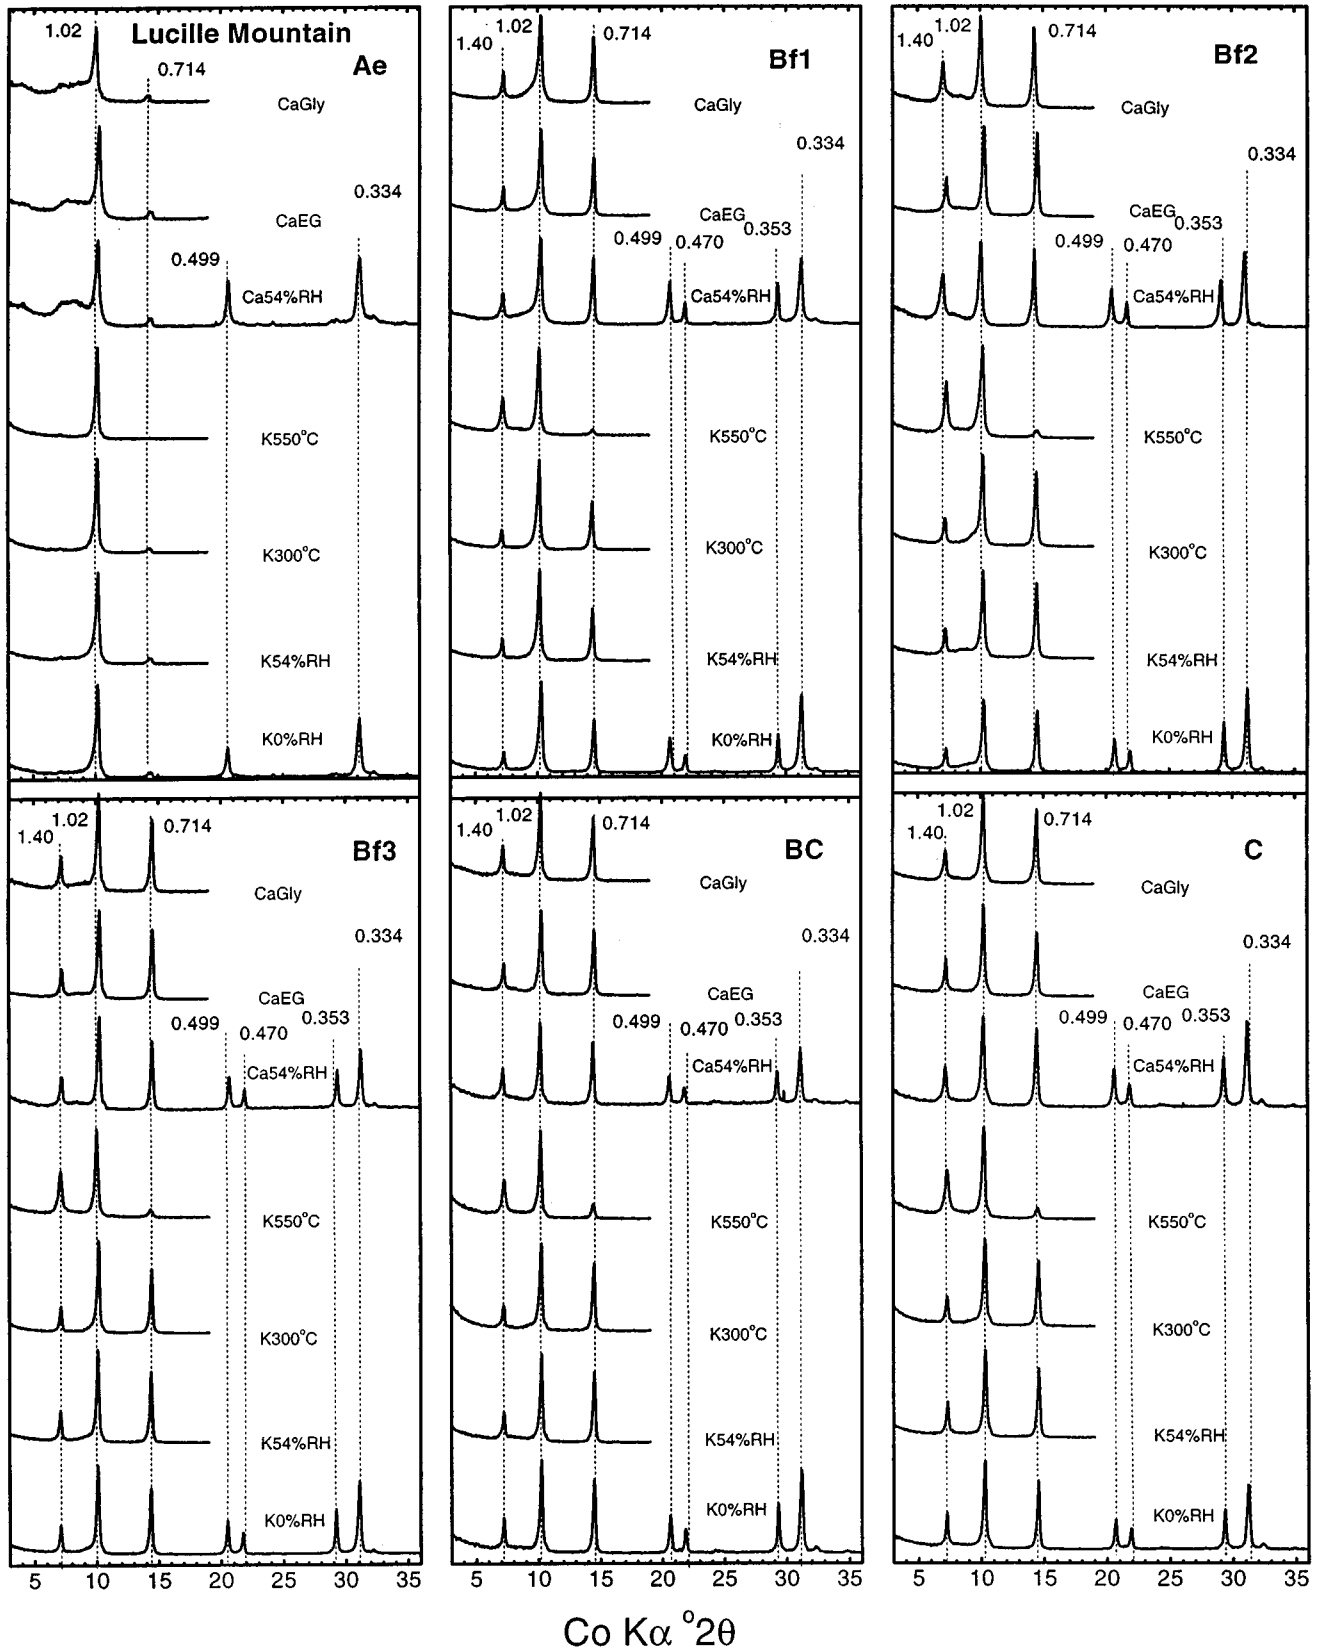 Lucille Mountain
Ae
1.02
0.714
CaGly
CaEG
0.334
0.499
Ca54%RH
K550°C
K300°C
K54%RH
K0%RH
Bf1
1.40
1.02
0.714
CaGly
0.334
CaEG
0.499
0.470
0.353
Ca54%RH
K550°C
K300°C
K54%RH
K0%RH
Bf2
1.40
1.02
0.714
CaGly
0.334
CaEG
0.353
0.499
0.470
Ca54%RH
K550°C
K300°C
K54%RH
K0%RH
Bf3
1.40
1.02
0.714
CaGly
0.334
CaEG
0.499
0.470
0.353
Ca54%RH
K550°C
K300°C
K54%RH
K0%RH
5 10 15 20 25 30 35
BC
1.40
1.02
0.714
CaGly
0.334
CaEG
0.499
0.470
0.353
Ca54%RH
K550°C
K300°C
K54%RH
K0%RH
5 10 15 20 25 30 35
C
1.40
1.02
0.714
CaGly
0.334
CaEG
0.499
0.470
0.353
Ca54%RH
K550°C
K300°C
K54%RH
K0%RH
5 10 15 20 25 30 35
Co Kα °2θ